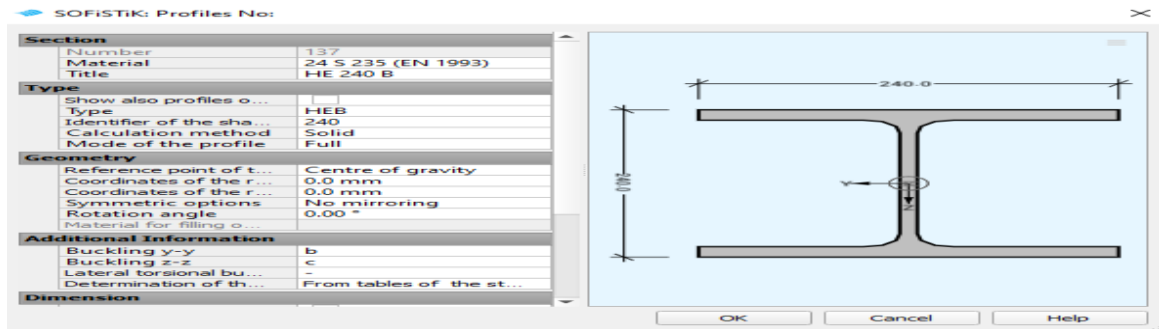 SOFiSTiK: Profiles No:
Section
Number 137
Material 24 S 235 (EN 1993)
Title HE 240 B
Type
Show also profiles o...
Type HEB
Identifier of the sha... 240
Calculation method Solid
Mode of the profile Full
Geometry
Reference point of t... Centre of gravity
Coordinates of the r... 0.0 mm
Coordinates of the r... 0.0 mm
Symmetric options No mirroring
Rotation angle 0.00 °
Material for filling o...
Additional Information
Buckling y-y b
Buckling z-z c
Lateral torsional bu... -
Determination of th... From tables of the st...
Dimension
240.0
240.0
Y
Z
OK Cancel Help